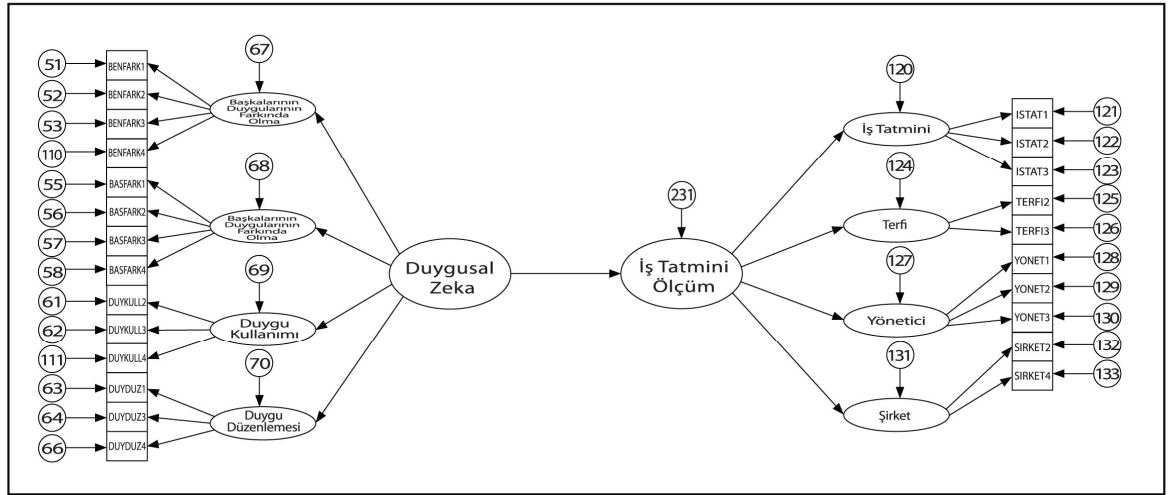 67
51
BENFARK1
52
BENFARK2
53
BENFARK3
110
BENFARK4
Başkalarının
Duygularının
Farkında
Olma
68
55
BASFARK1
56
BASFARK2
57
BASFARK3
58
BASFARK4
Başkalarının
Duygularının
Farkında
Olma
69
61
DUYKULL2
62
DUYKULL3
111
DUYKULL4
Duygu
Kullanımı
70
63
DUYDUZ1
64
DUYDUZ3
66
DUYDUZ4
Duygu
Düzenlemesi
Duygusal
Zeka
231
İş Tatmini
Ölçüm
120
İş Tatmini
124
Terfi
127
Yönetici
131
Şirket
ISTAT1
121
ISTAT2
122
ISTAT3
123
TERFI2
125
TERFI3
126
YONET1
128
YONET2
129
YONET3
130
SIRKET2
132
SIRKET4
133